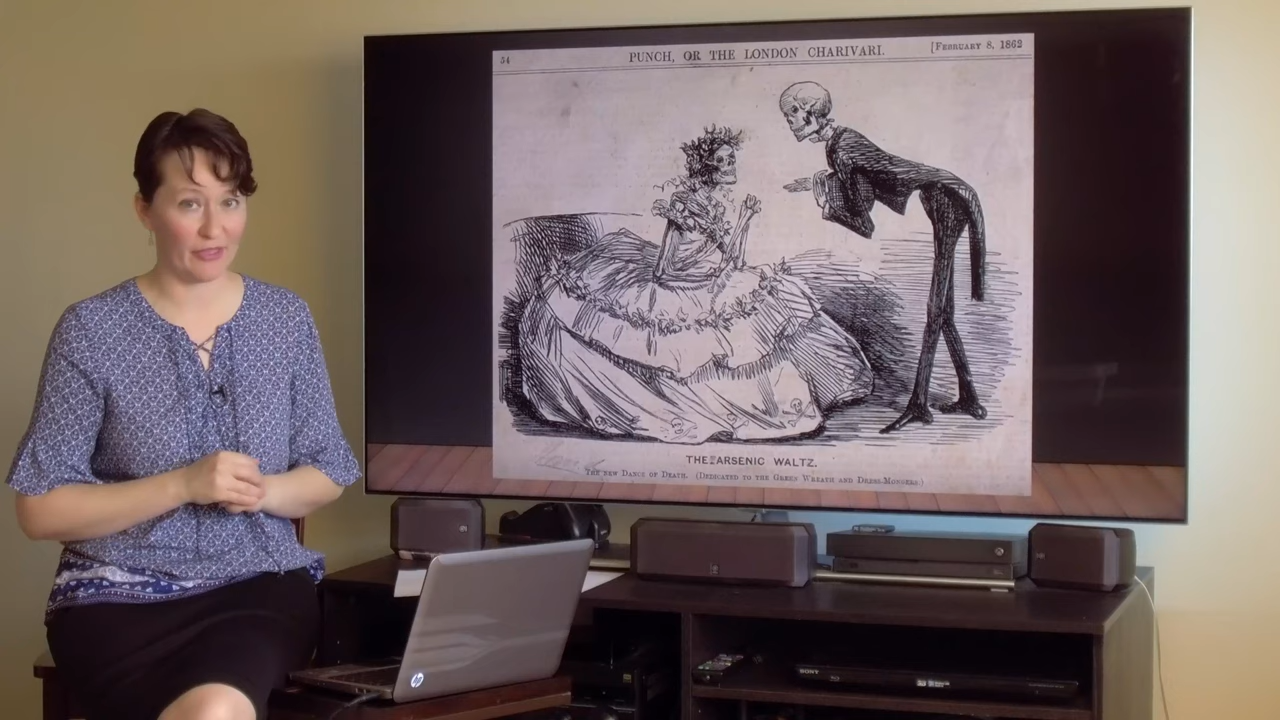 54
PUNCH, OR THE LONDON CHARIVARI.
[FEBRUARY 8, 1862
THE ARSENIC WALTZ.
THE NEW DANCE OF DEATH. (DEDICATED TO THE GREEN WREATH AND DRESS-MONGERS.)
hp
SONY